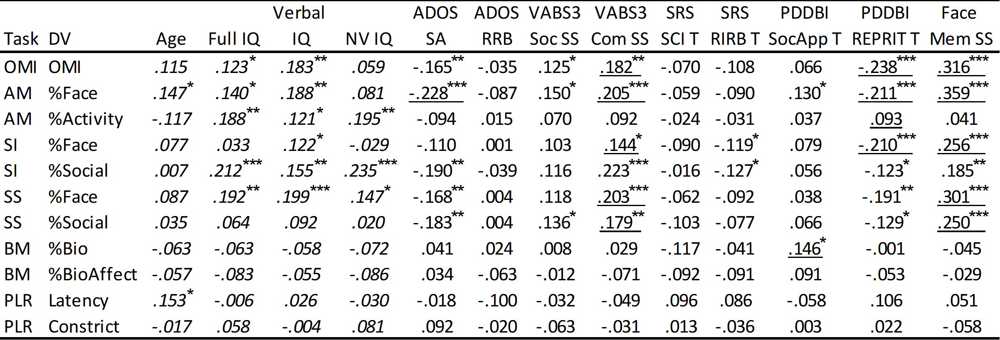 Verbal ADOS ADOS VABS3 VABS3 SRS SRS PDDBI PDDBI Face
Task DV Age Full IQ IQ NV IQ SA RRB Soc SS Com SS SCI T RIRB T SocApp T REPRIT T Mem SS
OMI OMI .115 .123* .183** .059 -.165** -.035 .125* .182** -.070 -.108 .066 -.238*** .316***
AM %Face .147* .140* .188** .081 -.228*** -.087 .150* .205*** -.059 -.090 .130* -.211*** .359***
AM %Activity -.117 .188** .121* .195** -.094 .015 .070 .092 -.024 -.031 .037 .093 .041
SI %Face .077 .033 .122* -.029 -.110 .001 .103 .144* -.090 -.119* .079 -.210*** .256***
SI %Social .007 .212*** .155** .235*** -.190** -.039 .116 .223*** -.016 -.127* .056 -.123* .185**
SS %Face .087 .192** .199*** .147* -.168** .004 .118 .203*** -.062 -.092 .038 -.191** .301***
SS %Social .035 .064 .092 .020 -.183** .004 .136* .179** -.103 -.077 .066 -.129* .250***
BM %Bio -.063 -.063 -.058 -.072 .041 .024 .008 .029 -.117 -.041 .146* -.001 -.045
BM %BioAffect -.057 -.083 -.055 -.086 .034 -.063 -.012 -.071 -.092 -.091 .091 -.053 -.029
PLR Latency .153* -.006 .026 -.030 -.018 -.100 -.032 -.049 .096 .086 -.058 .106 .051
PLR Constrict -.017 .058 -.004 .081 .092 -.020 -.063 -.031 .013 -.036 .003 .022 -.058